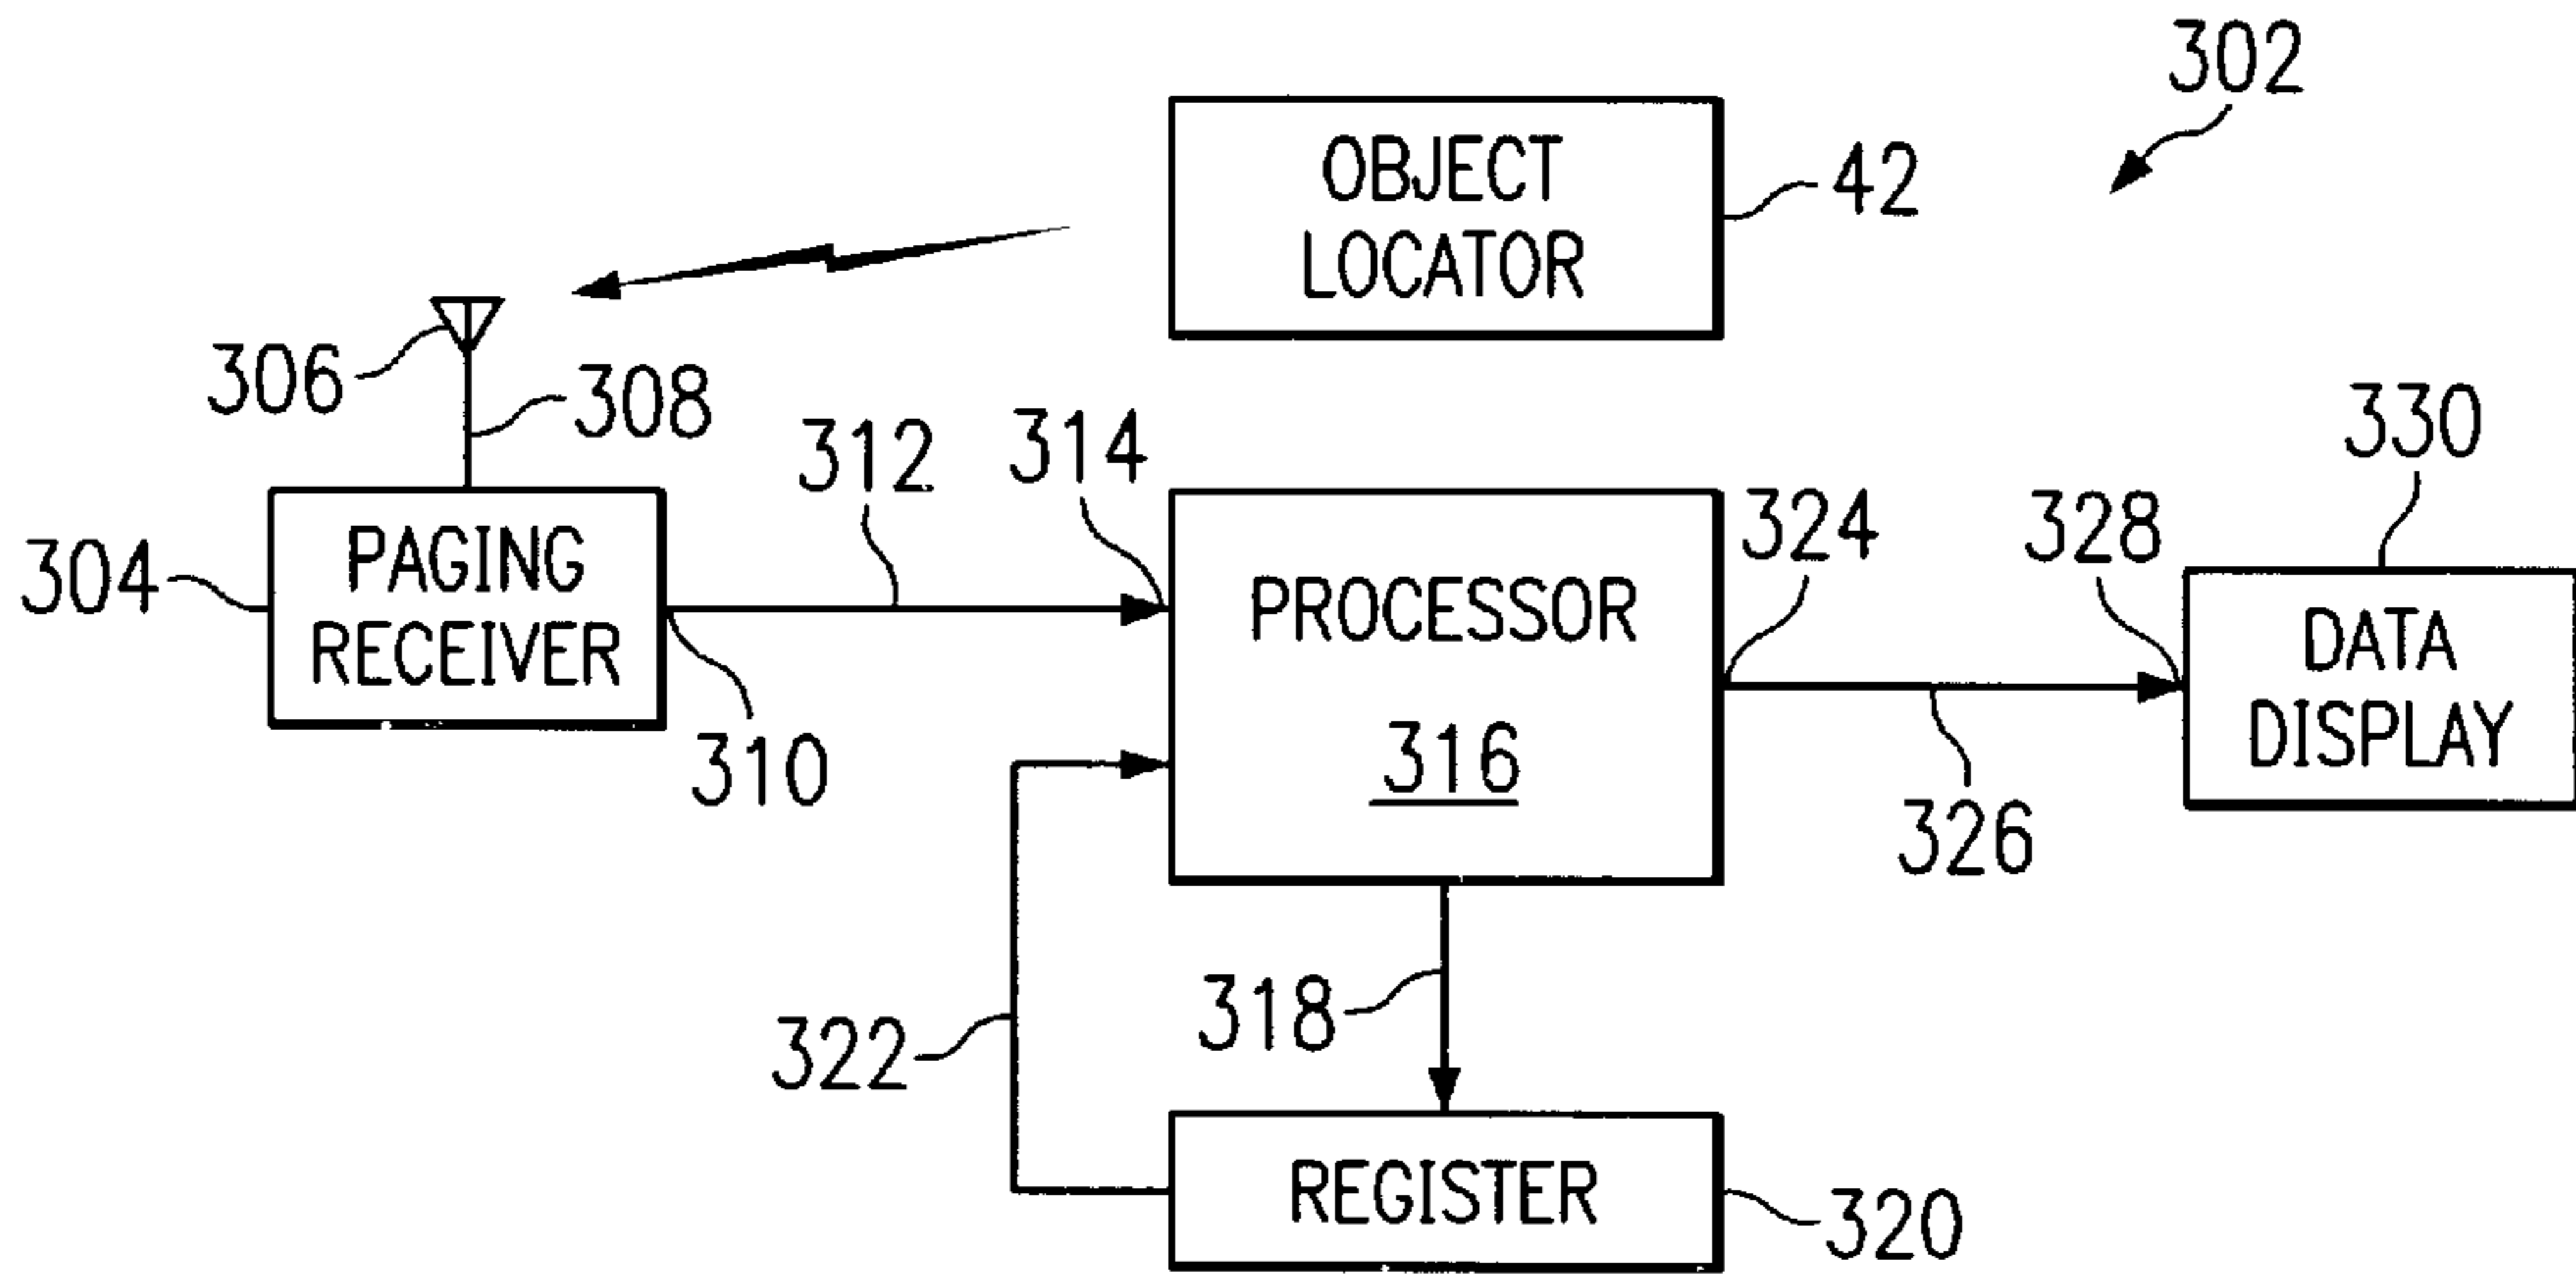 302
OBJECT
LOCATOR
42
306
308
312
314
330
304
PAGING
RECEIVER
310
PROCESSOR
316
324
328
DATA
DISPLAY
326
318
322
REGISTER
320